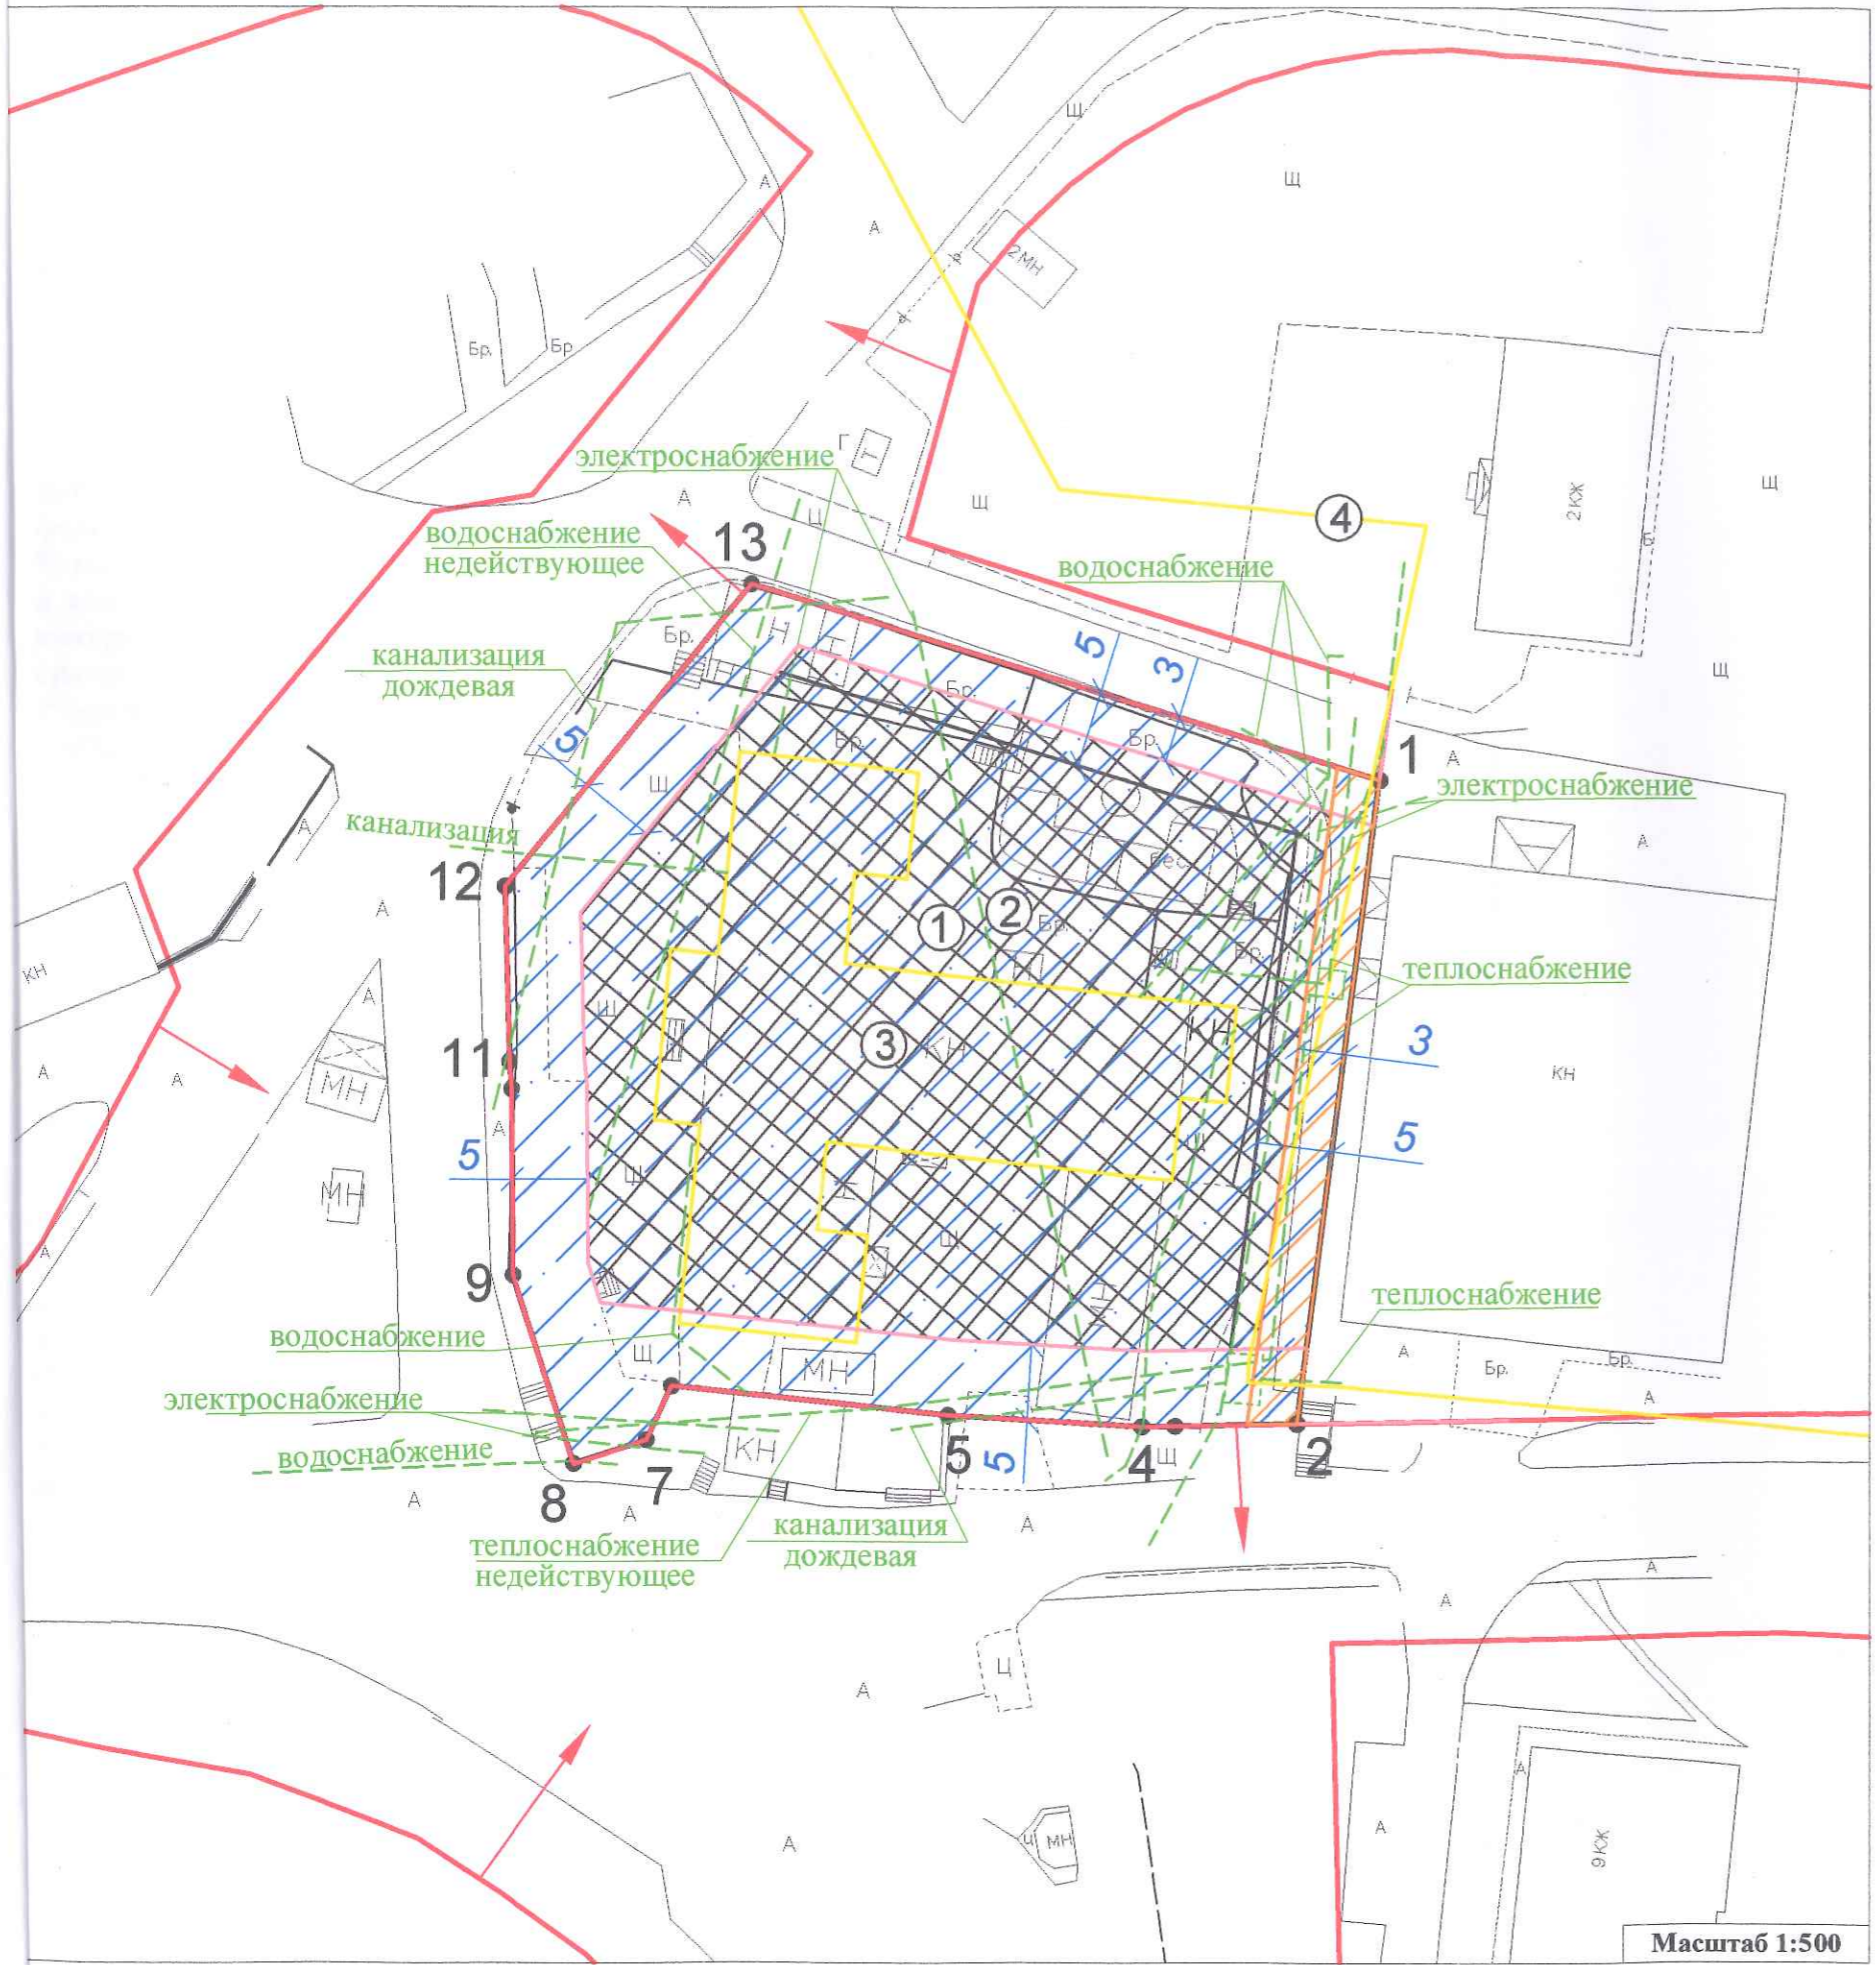 Щ
А
Щ
А
2МН
Бр.
Бр
Г
Т
электроснабжение
А
Щ
Щ
2КЖ
Ц
4
13
водоснабжение
недействующее
водоснабжение
Б
Бр.
Н
Н
Н
канализация
дождевая
5
3
Щ
Бр.
Бр.
Бр.
5
Щ
1
А
электроснабжение
А
канализация
А
бес.
12
А
1
2
Бр.
Бр.
Н
теплоснабжение
КН
А
Щ
КН
3
КН
3
11
А
А
МН
КН
А
5
Щ
5
Щ
МН
Н
А
Щ
9
МН
теплоснабжение
водоснабжение
Щ
МН
А
Бр.
Бр.
А
электроснабжение
КН
5
5
4
Щ
2
водоснабжение
7
8
А
А
А
канализация
дождевая
теплоснабжение
недействующее
А
А
Ц
А
А
А
А
9КЖ
Ц
МН
А
Масштаб 1:500